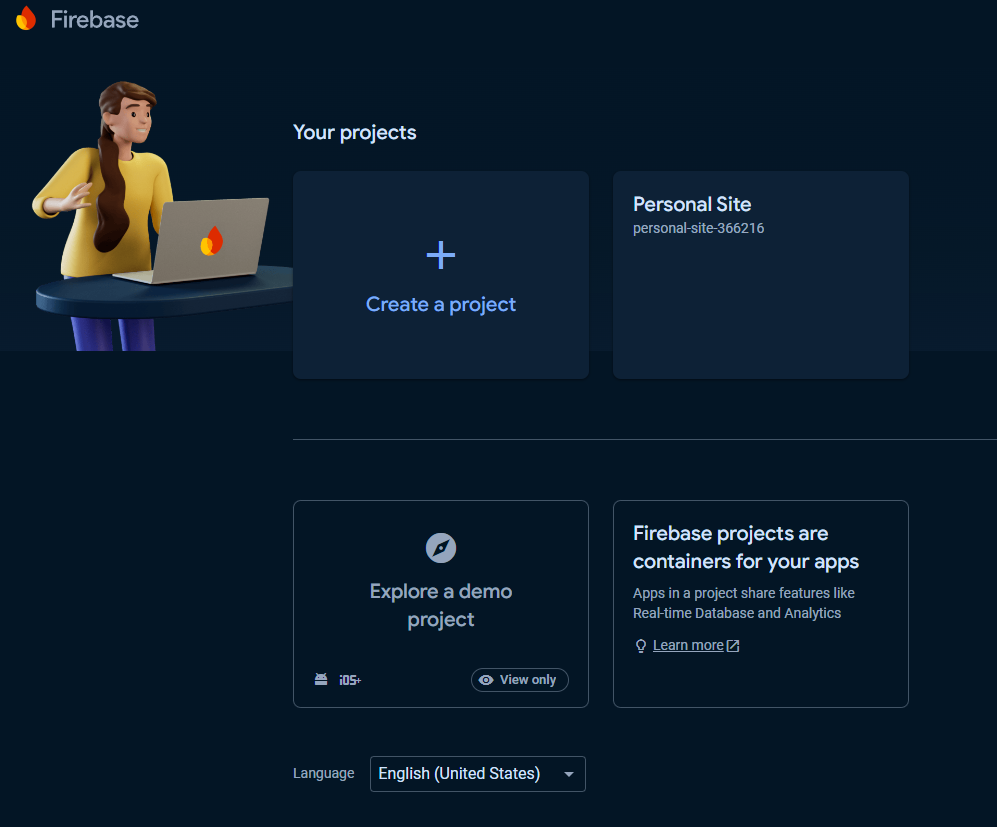 Firebase
Your projects
Create a project
Personal Site
personal-site-366216
Explore a demo
project
iOS+
View only
Firebase projects are
containers for your apps
Apps in a project share features like
Real-time Database and Analytics
Learn more
Language
English (United States)